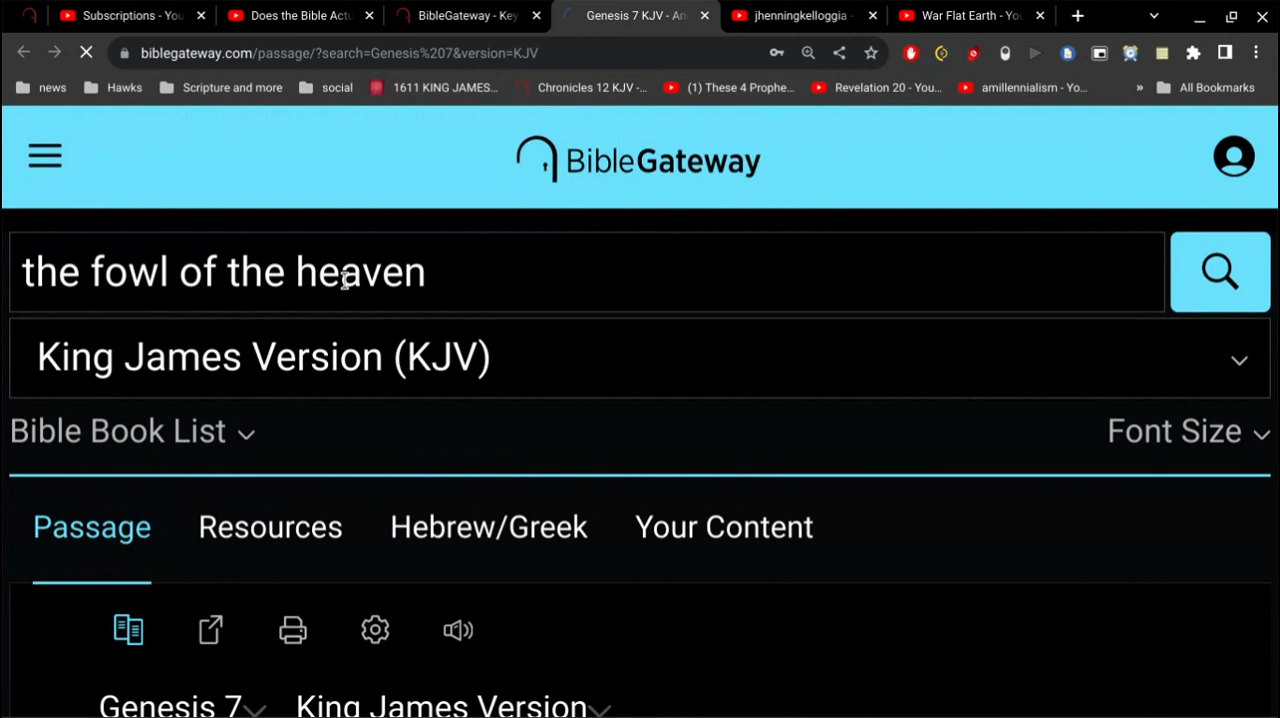 Subscriptions - You
Does the Bible Actu
BibleGateway - Key
Genesis 7 KJV - An
jhenningkelloggia -
War Flat Earth - You
biblegateway.com/passage/?search=Genesis%207&version=KJV
news
Hawks
Scripture and more
social
1611 KING JAMES...
Chronicles 12 KJV -...
(1) These 4 Prophe...
Revelation 20 - You...
amillennialism - Yo...
»
All Bookmarks
BibleGateway
the fowl of the heaven
King James Version (KJV)
Bible Book List
Font Size
Passage
Resources
Hebrew/Greek
Your Content
Genesis 7
King James Version